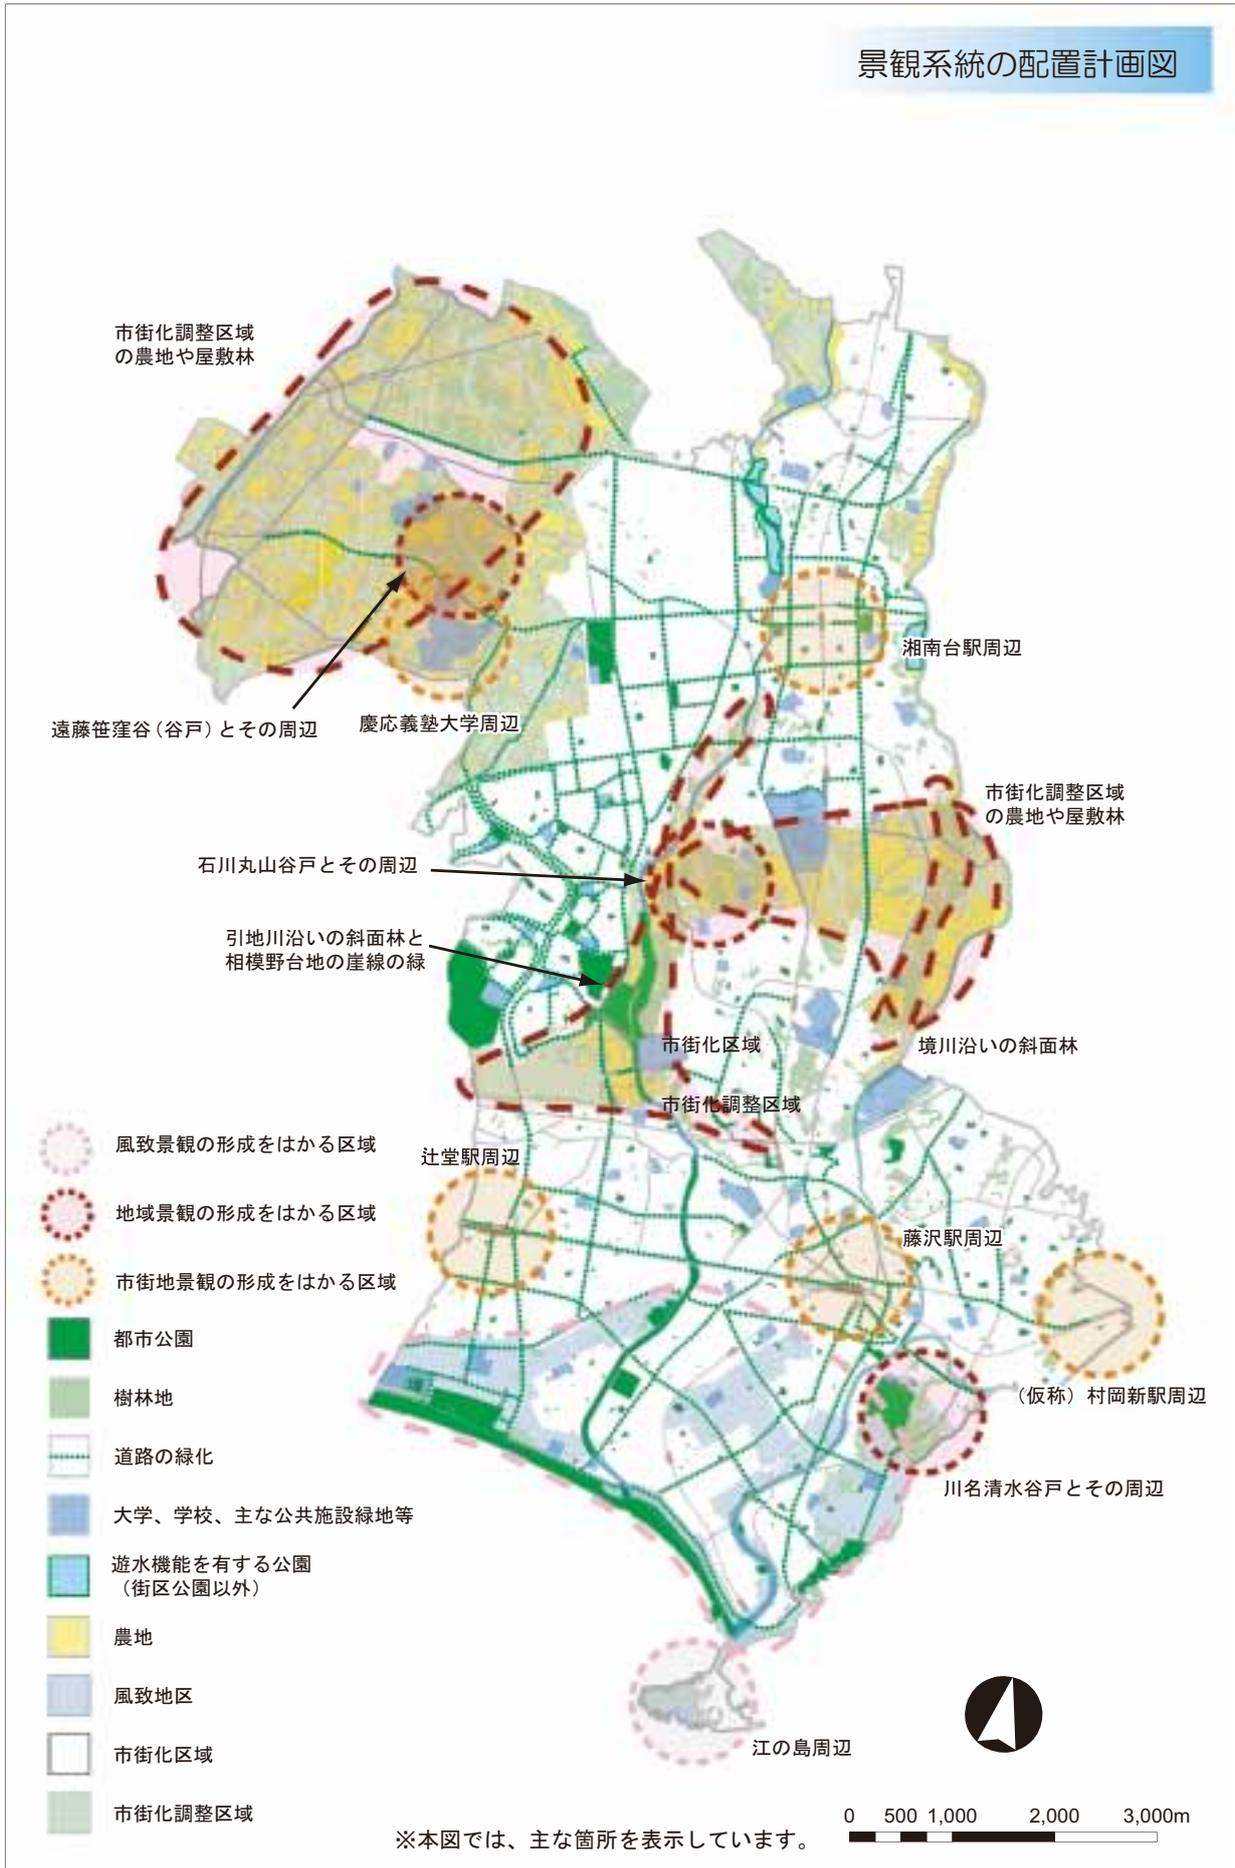 景観系統の配置計画図
市街化調整区域
の農地や屋敷林
湘南台駅周辺
遠藤笹窪谷（谷戸）とその周辺
慶応義塾大学周辺
市街化調整区域
の農地や屋敷林
石川丸山谷戸とその周辺
引地川沿いの斜面林と
相模野台地の崖線の緑
市街化区域
境川沿いの斜面林
市街化調整区域
辻堂駅周辺
藤沢駅周辺
（仮称）村岡新駅周辺
川名清水谷戸とその周辺
江の島周辺
風致景観の形成をはかる区域
地域景観の形成をはかる区域
市街地景観の形成をはかる区域
都市公園
樹林地
道路の緑化
大学、学校、主な公共施設緑地等
遊水機能を有する公園
（街区公園以外）
農地
風致地区
市街化区域
市街化調整区域
※本図では、主な箇所を表示しています。
0 500 1,000 2,000 3,000m